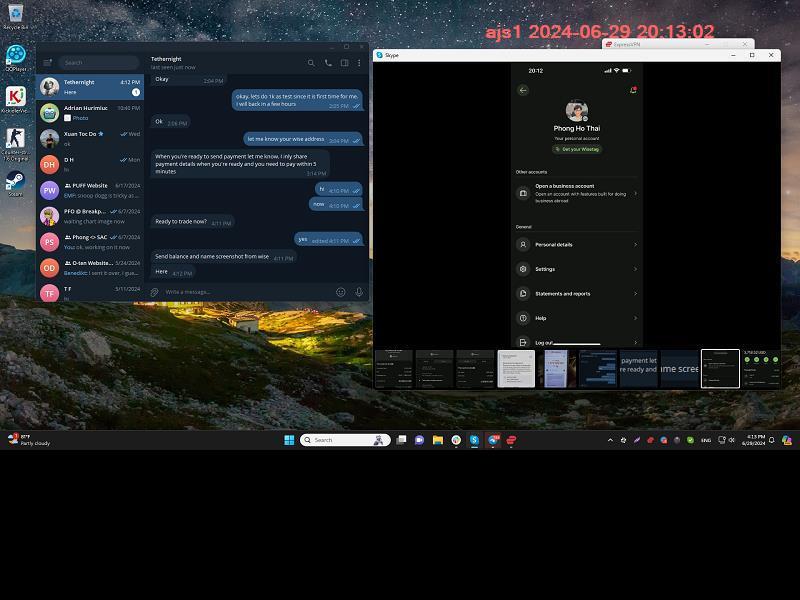 ajs1 2024-06-29 20:13:02
Recycle Bin
QQPlayer
Counter-str...
1.6 Original
Steam
Search
Tethernight
4:12 PM
Here
1
Adrian Hurimiuc
10:40 PM
Photo
Xuan Toc Do
Wed
ok
DH
D H
Mon
hi
PW
PUFF Website
6/17/2024
EMP: snoop dogg is tricky as...
PFO @ Breakp...
6/7/2024
waiting chart image now
PS
Phong <> SAC
6/7/2024
You: ok, working on it now
OD
O-ten Website...
5/24/2024
Benedikt: I sent it over, I gue...
TF
T F
5/11/2024
hi
Tethernight
last seen just now
Okay
2:04 PM
okay. lets do 1k as test since it is first time for me.
I will back in a few hours
2:05 PM
Ok
2:06 PM
let me know your wise address
3:04 PM
When you're ready to send payment let me know. I nly share
payment details when you're ready and you need to pay within 5
minutes
3:14 PM
hi
4:10 PM
now
4:10 PM
Ready to trade now?
4:11 PM
yes
edited 4:11 PM
Send balance and name screenshot from wise
4:11 PM
Here
4:12 PM
Write a message...
ExpressVPN
Skype
20:12
Phong Ho Thai
Your personal account
Get your Wisetag
Other accounts
Open a business account
Open an account with features built for doing
business abroad
General
Personal details
Settings
Statements and reports
Help
Log out
payment let
re ready and
me scree
81°F
Partly cloudy
Search
ENG
4:13 PM
6/29/2024